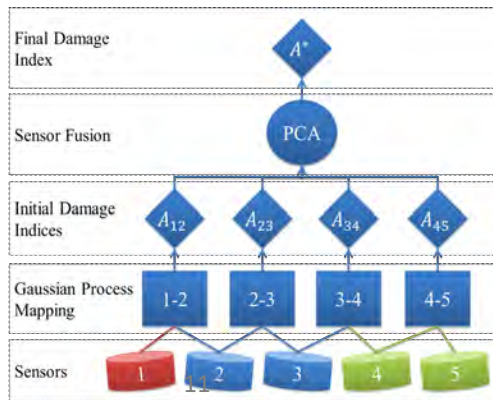 Final Damage
Index
A*
Sensor Fusion
PCA
Initial Damage
Indices
A12 A23 A34 A45
Gaussian Process
Mapping
1-2 2-3 3-4 4-5
Sensors
1 2 3 4 5
11